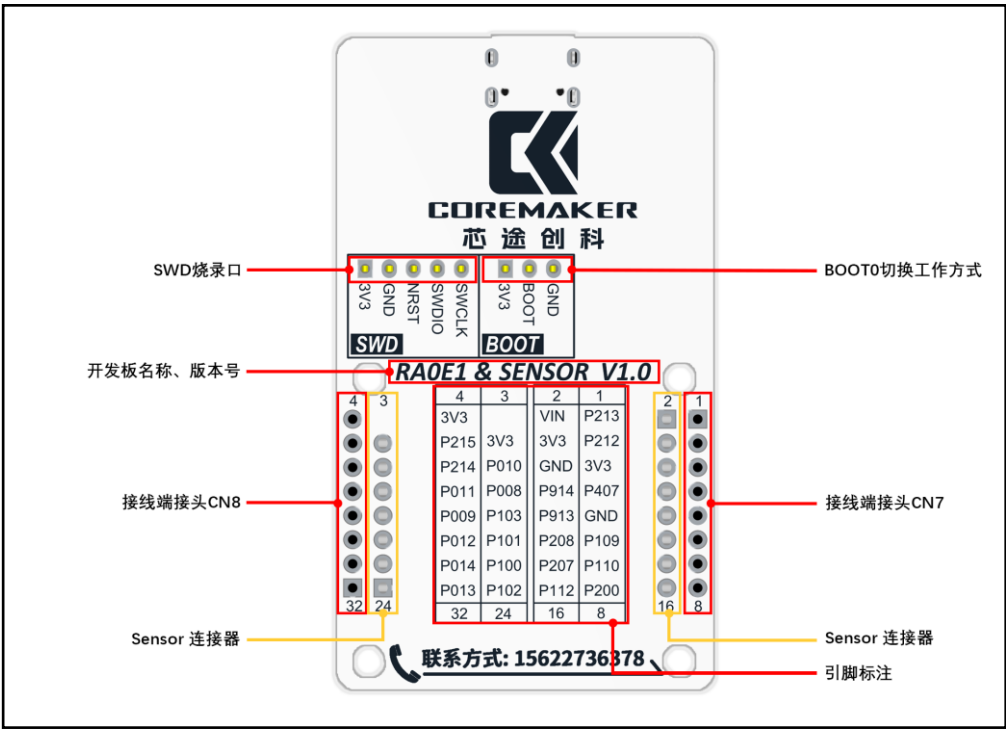 COREMAKER
芯途创科
SWD烧录口
BOOT0切换工作方式
3V3 GND NRST SWDIO SWCLK
3V3 BOOT GND
SWD BOOT
开发板名称、版本号
RA0E1 & SENSOR V1.0
4 3 4 3 2 1 2 1
3V3 VIN P213
P215 3V3 3V3 P212
P214 P010 GND 3V3
P011 P008 P914 P407
接线端接头CN8
接线端接头CN7
P009 P103 P913 GND
P012 P101 P208 P109
P014 P100 P207 P110
P013 P102 P112 P200
32 24 32 24 16 8 16 8
Sensor 连接器
Sensor 连接器
联系方式: 15622736378
引脚标注